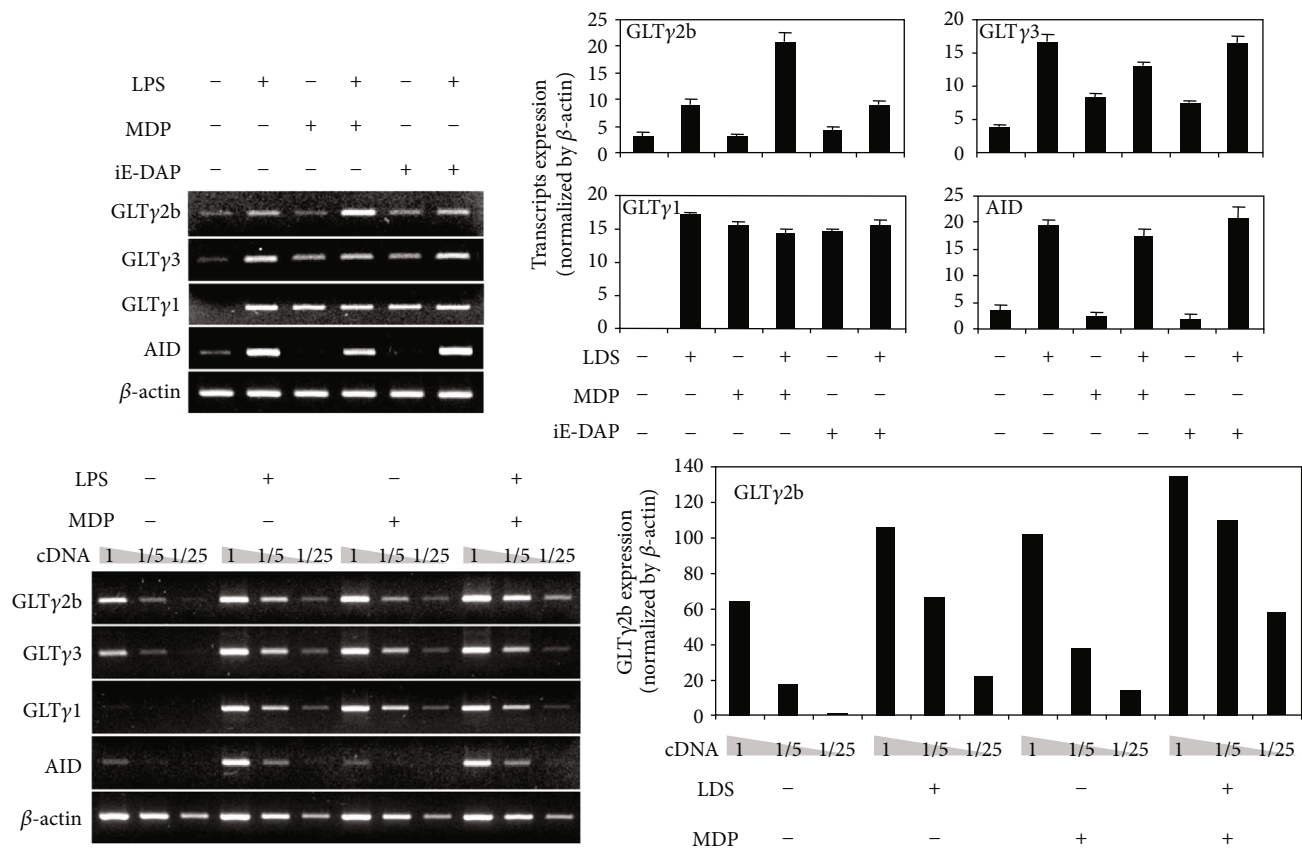 LPS − + − + − +
MDP − − + + − −
iE-DAP − − − − + +
GLTγ2b
GLTγ3
GLTγ1
AID
β-actin
Transcripts expression
(normalized by β-actin)
25
20
15
10
5
0
GLTγ2b
20
15
10
5
0
GLTγ3
20
15
10
5
0
GLTγ1
25
20
15
10
5
0
AID
LDS − + − + − + − + − + − +
MDP − − + + − − − − + + − −
iE-DAP − − − − + + − − − − + +
LPS − + − +
MDP − − + +
cDNA 1 1/5 1/25 1 1/5 1/25 1 1/5 1/25 1 1/5 1/25
GLTγ2b
GLTγ3
GLTγ1
AID
β-actin
GLTγ2b expression
(normalized by β-actin)
140
120
100
80
60
40
20
0
GLTγ2b
cDNA 1 1/5 1/25 1 1/5 1/25 1 1/5 1/25 1 1/5 1/25
LDS − + − +
MDP − − + +